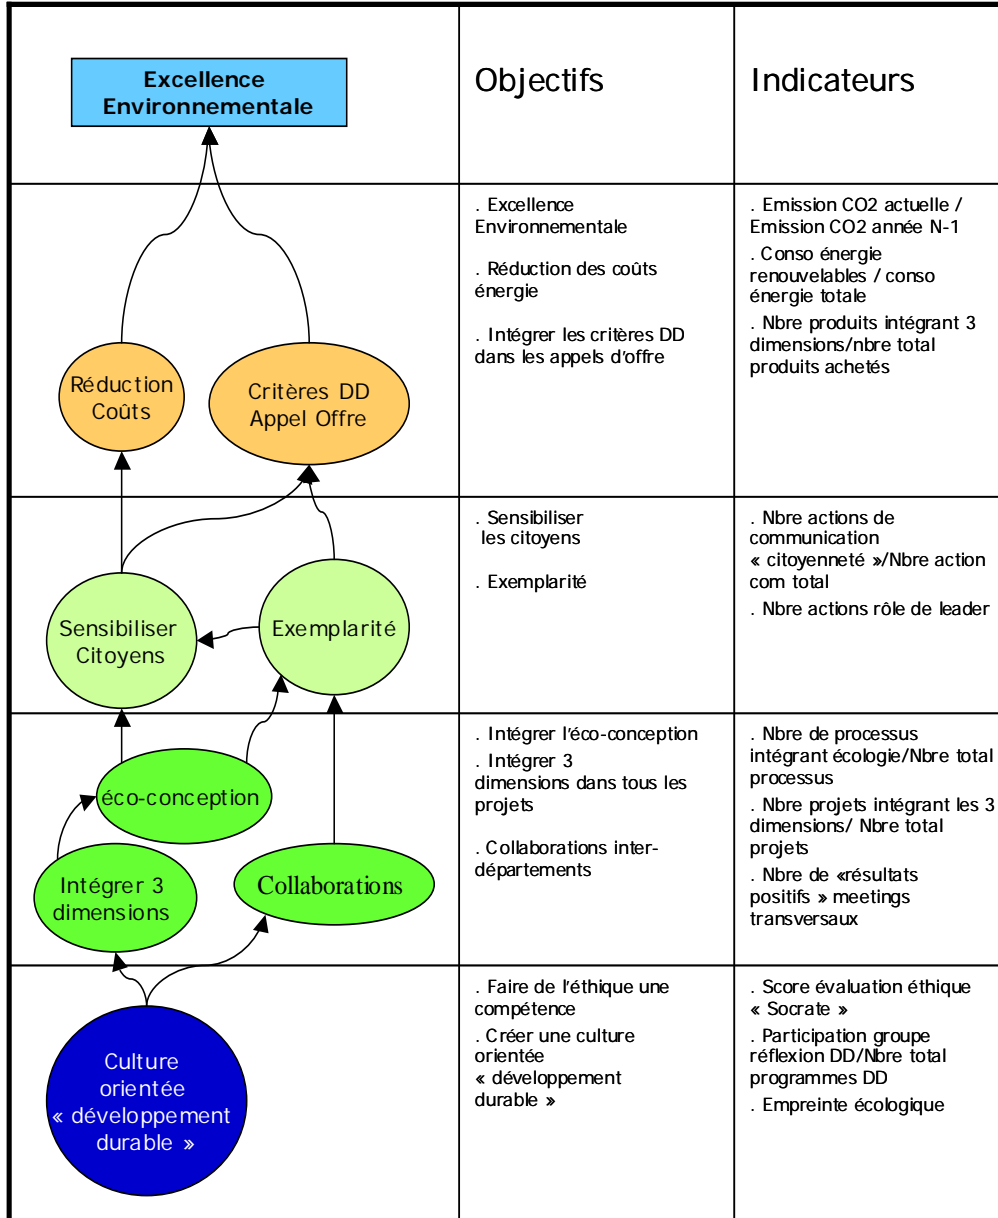 Excellence
Environnementale
Objectifs
Indicateurs
. Excellence
Environnementale
. Réduction des coûts
énergie
. Intégrer les critères DD
dans les appels d'offre
. Emission CO2 actuelle /
Emission CO2 année N-1
. Conso énergie
renouvelables / conso
énergie totale
. Nbre produits intégrant 3
dimensions/nbre total
produits achetés
Réduction
Coûts
Critères DD
Appel Offre
. Sensibiliser
les citoyens
. Exemplarité
. Nbre actions de
communication
« citoyenneté »/Nbre action
com total
. Nbre actions rôle de leader
Sensibiliser
Citoyens
Exemplarité
. Intégrer l'éco-conception
. Intégrer 3
dimensions dans tous les
projets
. Collaborations inter-
départements
. Nbre de processus
intégrant écologie/Nbre total
processus
. Nbre projets intégrant les 3
dimensions/ Nbre total
projets
. Nbre de «résultats
positifs » meetings
transversaux
éco-conception
Intégrer 3
dimensions
Collaborations
. Faire de l'éthique une
compétence
. Créer une culture
orientée
« développement
durable »
. Score évaluation éthique
« Socrate »
. Participation groupe
réflexion DD/Nbre total
programmes DD
. Empreinte écologique
Culture
orientée
« développement
durable »